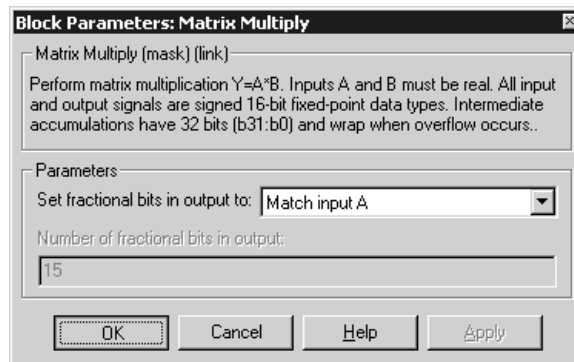 Block Parameters: Matrix Multiply
Matrix Multiply (mask) (link)
Perform matrix multiplication Y=A*B. Inputs A and B must be real. All input
and output signals are signed 16-bit fixed-point data types. Intermediate
accumulations have 32 bits (b31:b0) and wrap when overflow occurs..
Parameters
Set fractional bits in output to: Match input A
Number of fractional bits in output:
15
OK Cancel Help Apply